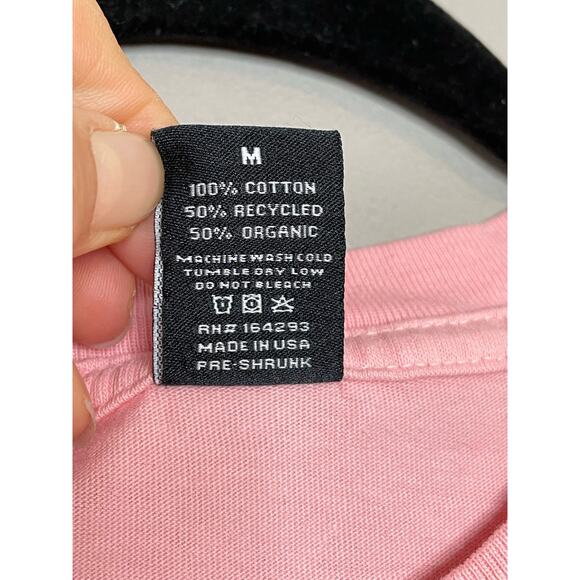 M
100% COTTON
50% RECYCLED
50% ORGANIC
MACHINE WASH COLD
TUMBLE DRY LOW
DO NOT BLEACH
RN# 164293
MADE IN USA
PRE-SHRUNK